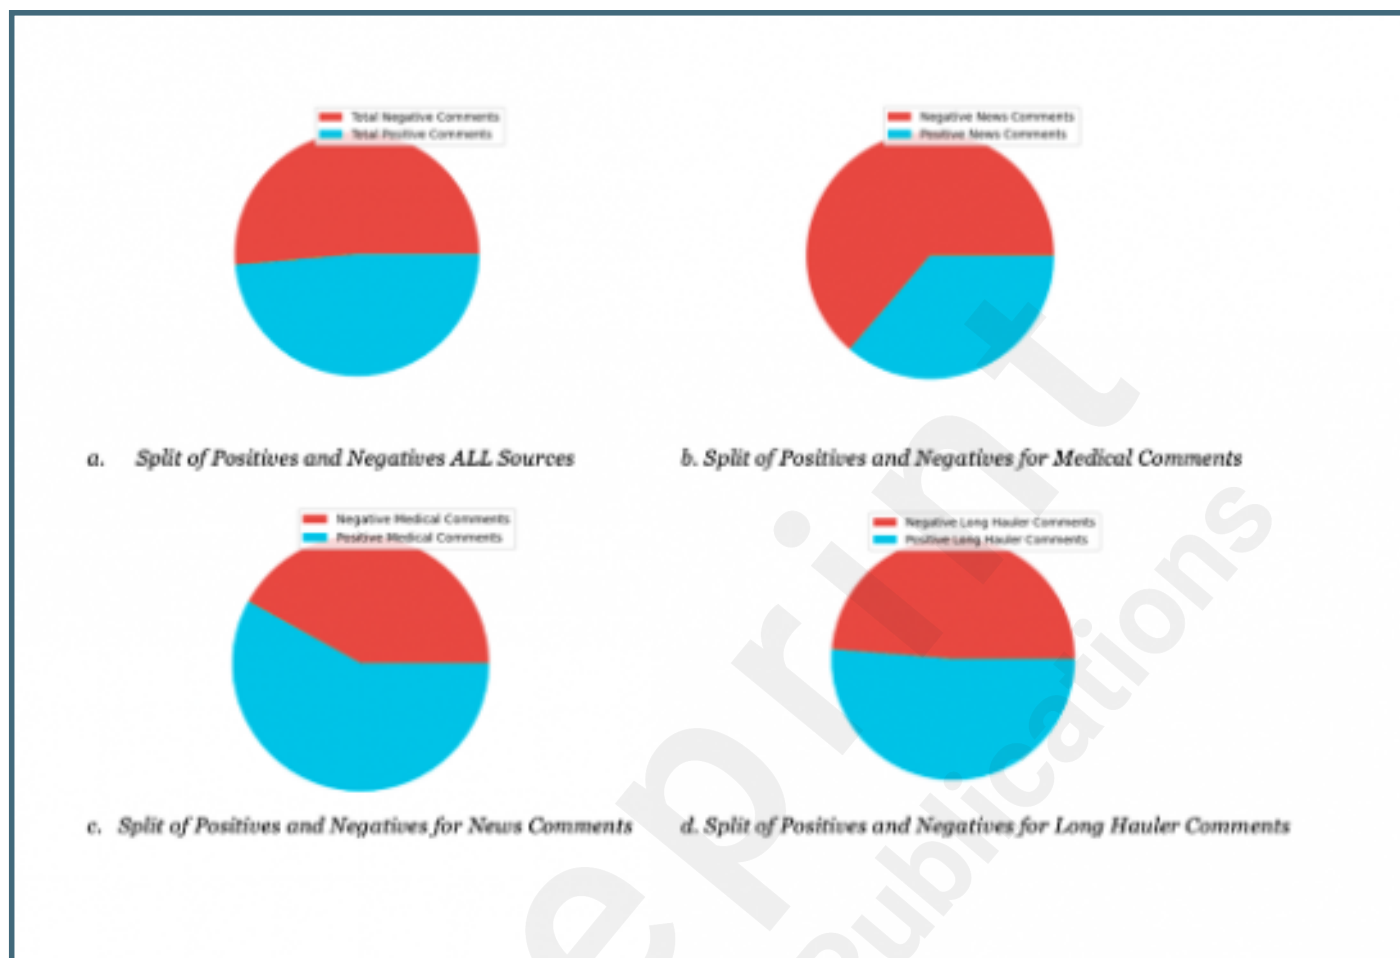 Total Negative Comments
Total Positive Comments
Negative News Comments
Positive News Comments
a. Split of Positives and Negatives ALL Sources
b. Split of Positives and Negatives for Medical Comments
Negative Medical Comments
Positive Medical Comments
Negative Long Hauler Comments
Positive Long Hauler Comments
c. Split of Positives and Negatives for News Comments
d. Split of Positives and Negatives for Long Hauler Comments
eprint
Publications